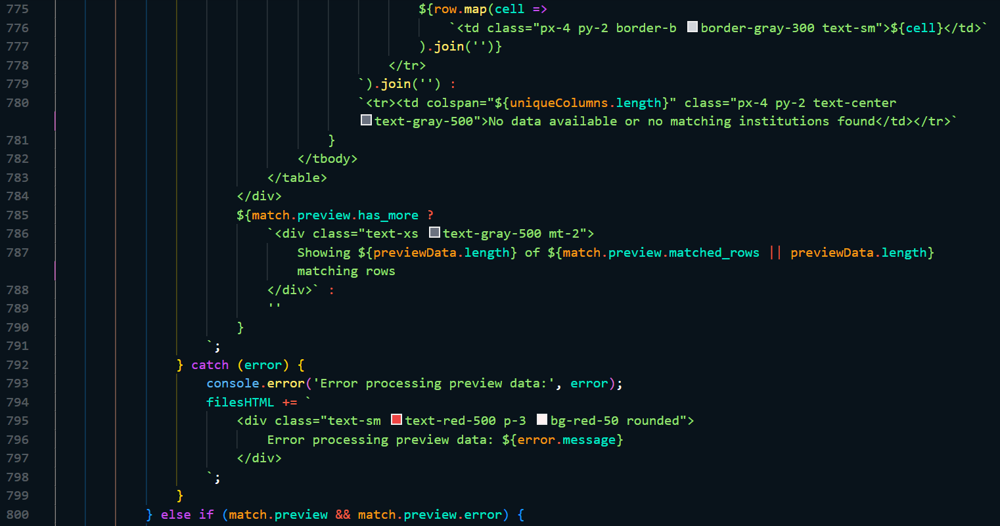 775 ${row.map(cell =>
776 `<td class="px-4 py-2 border-b border-gray-300 text-sm">${cell}</td>`
777 ).join('')}
778 </tr>
779 `).join('') :
780 `<tr><td colspan="${uniqueColumns.length}" class="px-4 py-2 text-center
text-gray-500">No data available or no matching institutions found</td></tr>`
781 }
782 </tbody>
783 </table>
784 </div>
785 ${match.preview.has_more ?
786 `<div class="text-xs text-gray-500 mt-2">
787 Showing ${previewData.length} of ${match.preview.matched_rows || previewData.length}
matching rows
788 </div>` :
789 ''
790 }
791 `;
792 } catch (error) {
793 console.error('Error processing preview data:', error);
794 filesHTML += `
795 <div class="text-sm text-red-500 p-3 bg-red-50 rounded">
796 Error processing preview data: ${error.message}
797 </div>
798 `;
799 }
800 } else if (match.preview && match.preview.error) {